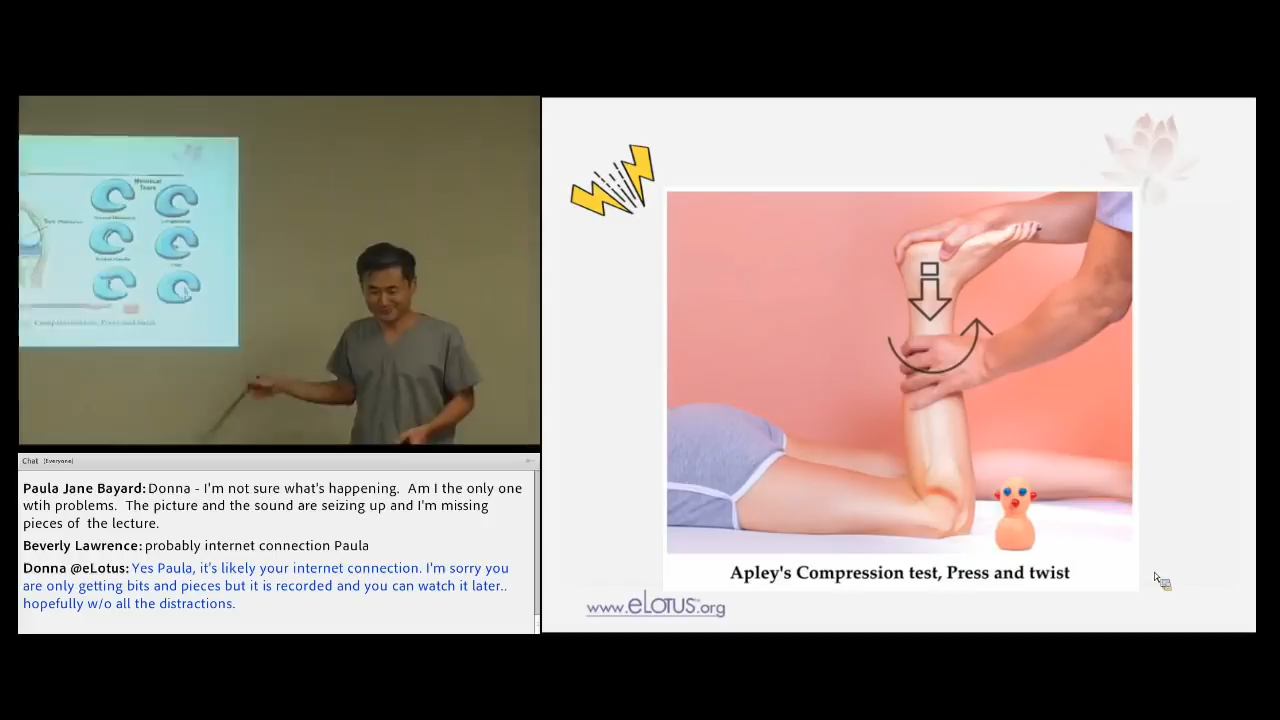 Meniscal
Tears
Chat (Everyone)
Paula Jane Bayard: Donna - I'm not sure what's happening.  Am I the only one
wtih problems.  The picture and the sound are seizing up and I'm missing
pieces of  the lecture.
Beverly Lawrence: probably internet connection Paula
Donna @eLotus: Yes Paula, it's likely your internet connection. I'm sorry you
are only getting bits and pieces but it is recorded and you can watch it later..
hopefully w/o all the distractions.
Apley's Compression test, Press and twist
www.eLOTUS.org